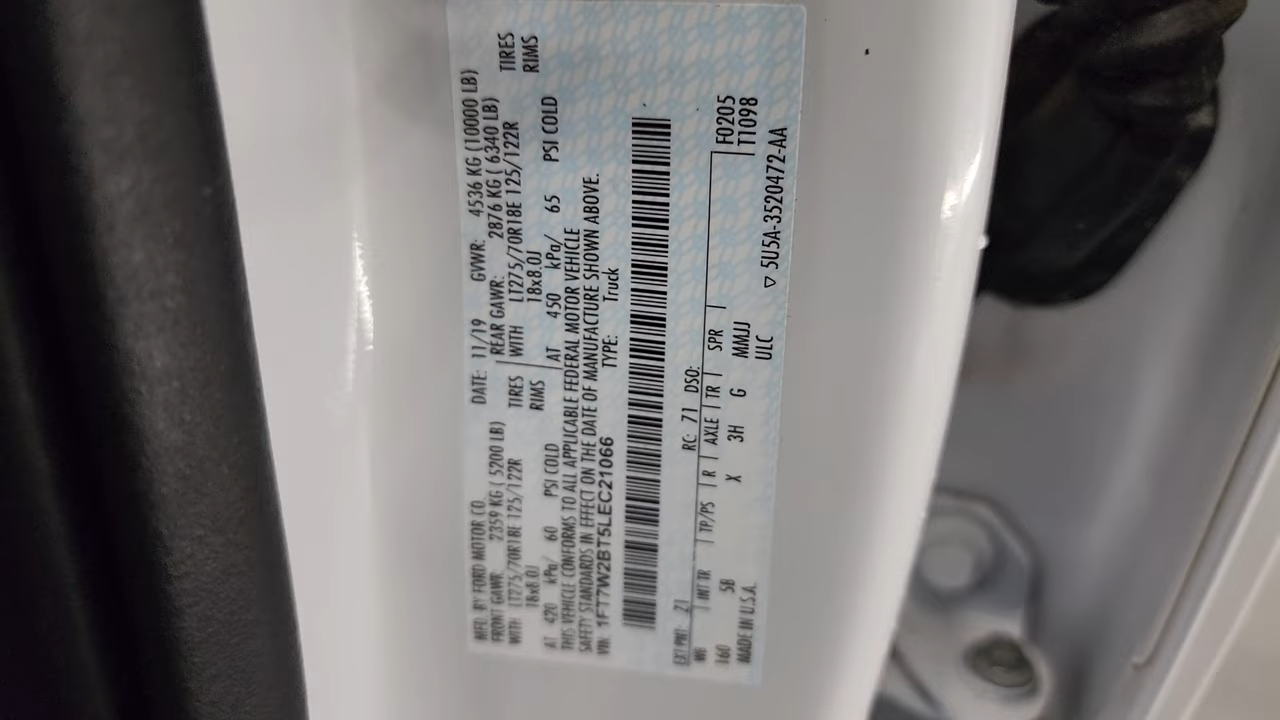 MFD. BY FORD MOTOR CO. DATE: 11/19 GVWR: 4536 KG (10000 LB)
FRONT GAWR: 2359 KG ( 5200 LB) REAR GAWR: 2876 KG ( 6340 LB)
WITH LT275/70R18E 125/122R TIRES WITH LT275/70R18E 125/122R TIRES
18x8.0J RIMS 18x8.0J RIMS
AT 420 kPa/ 60 PSI COLD AT 450 kPa/ 65 PSI COLD
THIS VEHICLE CONFORMS TO ALL APPLICABLE FEDERAL MOTOR VEHICLE
SAFETY STANDARDS IN EFFECT ON THE DATE OF MANUFACTURE SHOWN ABOVE.
VIN: 1FT7W2BT5LEC21066 TYPE: Truck
EXT PNT: Z1 RC: 71 DSO: F0205
WB INT TR TP/PS R AXLE TR SPR T1098
160 5B X 3H G MMJJ
MADE IN U.S.A. ULC ▽ 5U5A-3520472-AA